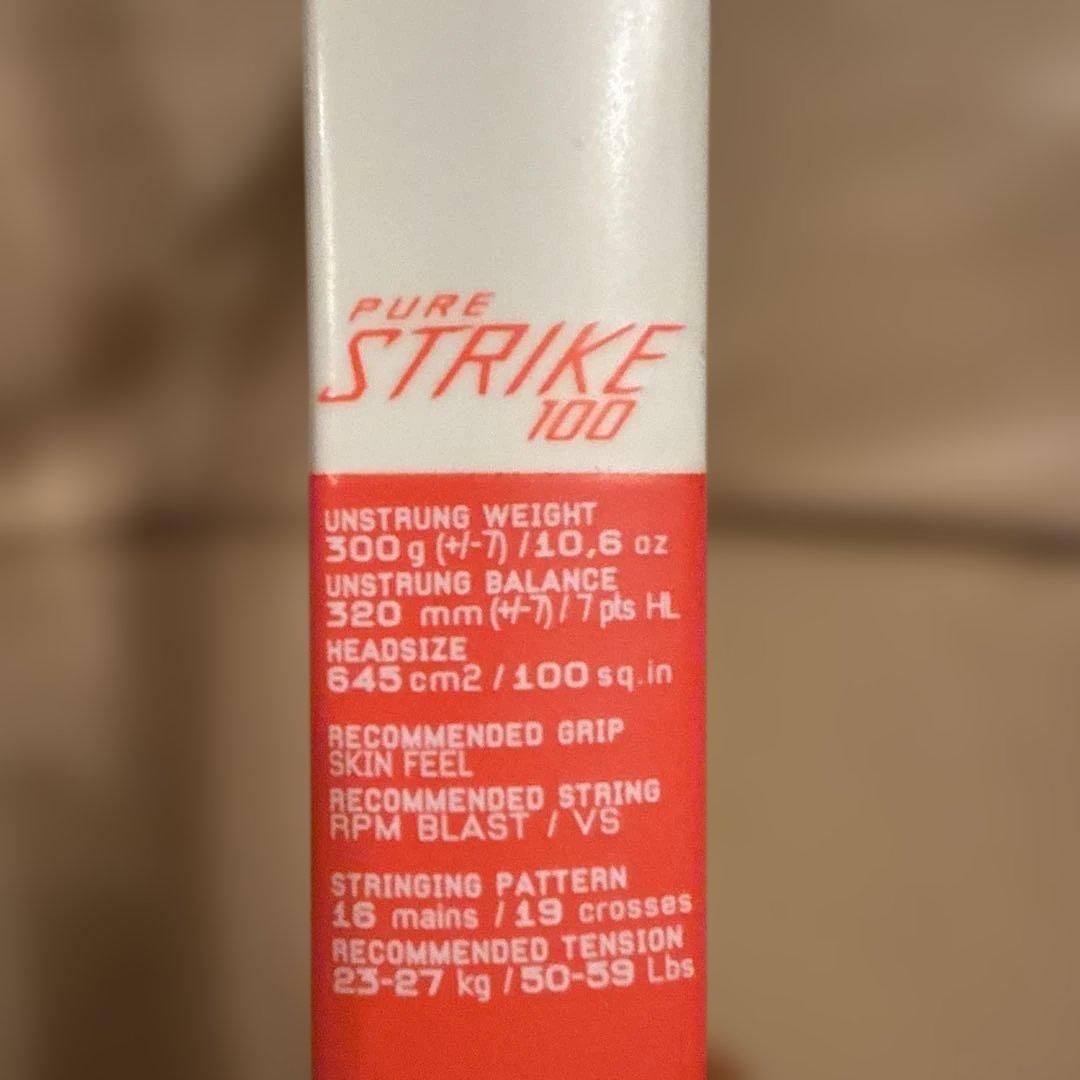 PURE
STRIKE
100
UNSTRUNG WEIGHT
300 g (+/-7) / 10,6 oz
UNSTRUNG BALANCE
320 mm (+/-7) / 7 pts HL
HEADSIZE
645 cm2 / 100 sq.in
RECOMMENDED GRIP
SKIN FEEL
RECOMMENDED STRING
RPM BLAST / VS
STRINGING PATTERN
16 mains / 19 crosses
RECOMMENDED TENSION
23-27 kg / 50-59 Lbs